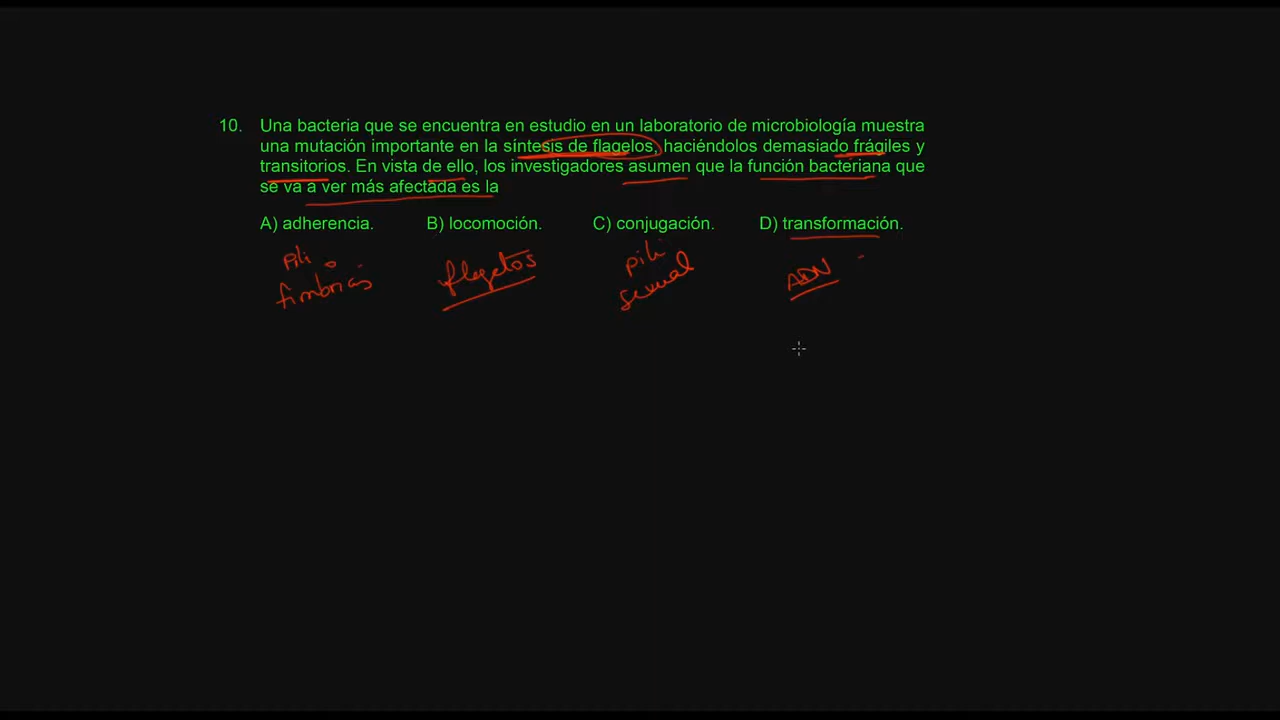 10. Una bacteria que se encuentra en estudio en un laboratorio de microbiología muestra
una mutación importante en la síntesis de flagelos, haciéndolos demasiado frágiles y
transitorios. En vista de ello, los investigadores asumen que la función bacteriana que
se va a ver más afectada es la
A) adherencia. B) locomoción. C) conjugación. D) transformación.
Pili o
fimbrias
flagelos
pili
sexual
ADN